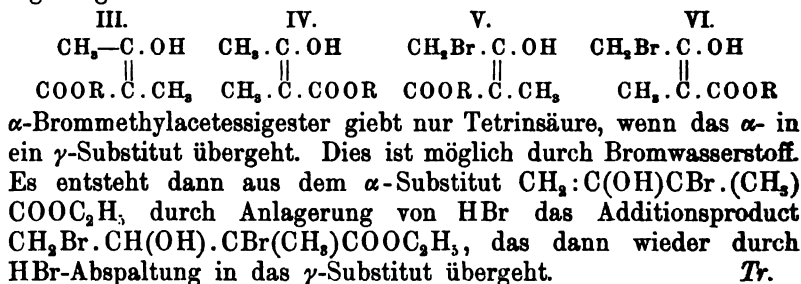 III. IV. V. VI.
CH₃—C.OH CH₃.C.OH CH₂Br.C.OH CH₂Br.C.OH
|| || || ||
COOR.C.CH₃ CH₃.C.COOR COOR.C.CH₃ CH₃.C.COOR
α-Brommethylacetessigester giebt nur Tetrinsäure, wenn das α- in
ein γ-Substitut übergeht. Dies ist möglich durch Bromwasserstoff.
Es entsteht dann aus dem α-Substitut CH₂:C(OH)CBr.(CH₃)
COOC₂H₅ durch Anlagerung von HBr das Additionsproduct
CH₂Br.CH(OH).CBr(CH₃)COOC₂H₅, das dann wieder durch
HBr-Abspaltung in das γ-Substitut übergeht. Tr.